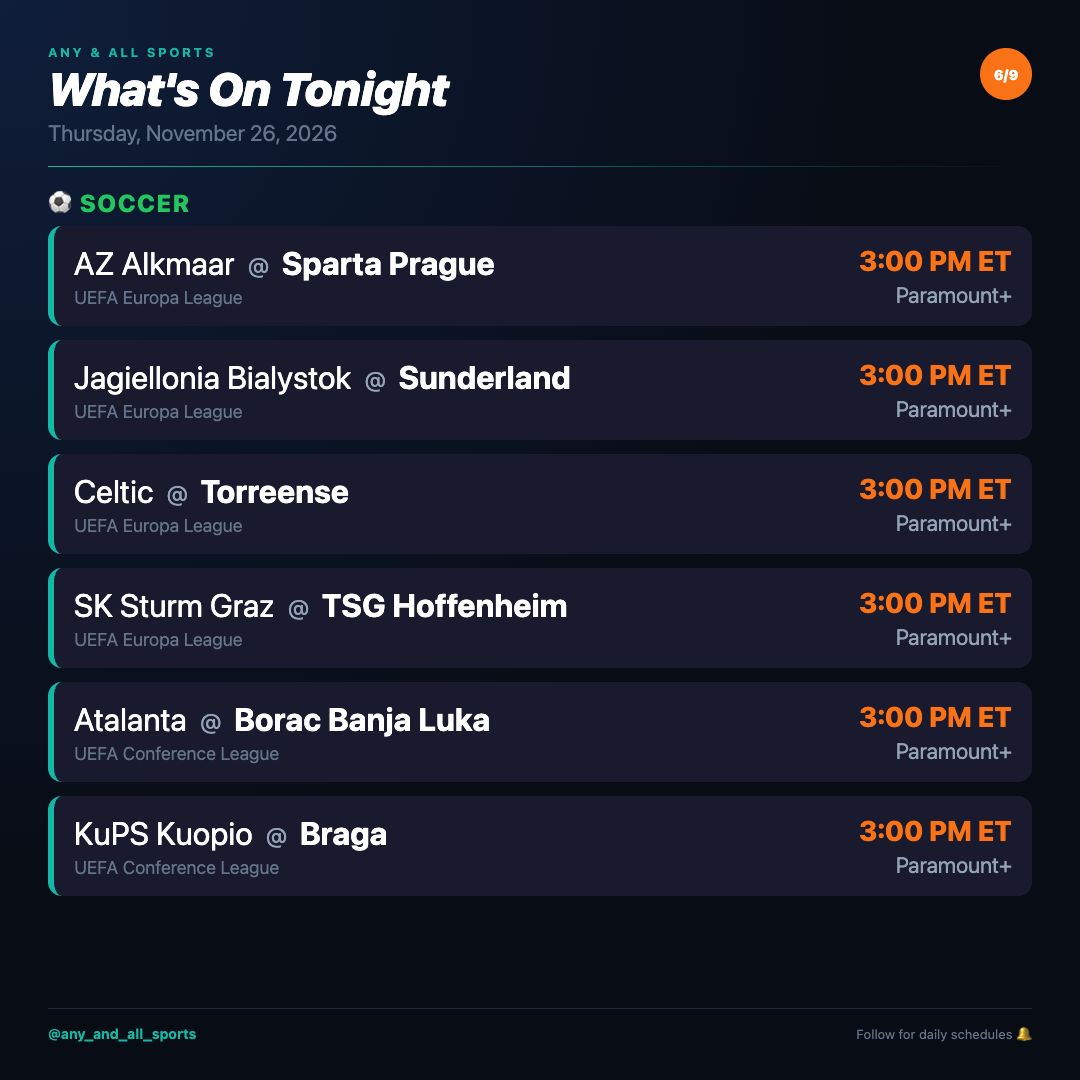 ANY & ALL SPORTS
What's On Tonight
6/9
Thursday, November 26, 2026
⚽ SOCCER
AZ Alkmaar @ Sparta Prague 3:00 PM ET
UEFA Europa League Paramount+
Jagiellonia Bialystok @ Sunderland 3:00 PM ET
UEFA Europa League Paramount+
Celtic @ Torreense 3:00 PM ET
UEFA Europa League Paramount+
SK Sturm Graz @ TSG Hoffenheim 3:00 PM ET
UEFA Europa League Paramount+
Atalanta @ Borac Banja Luka 3:00 PM ET
UEFA Conference League Paramount+
KuPS Kuopio @ Braga 3:00 PM ET
UEFA Conference League Paramount+
@any_and_all_sports Follow for daily schedules 🔔